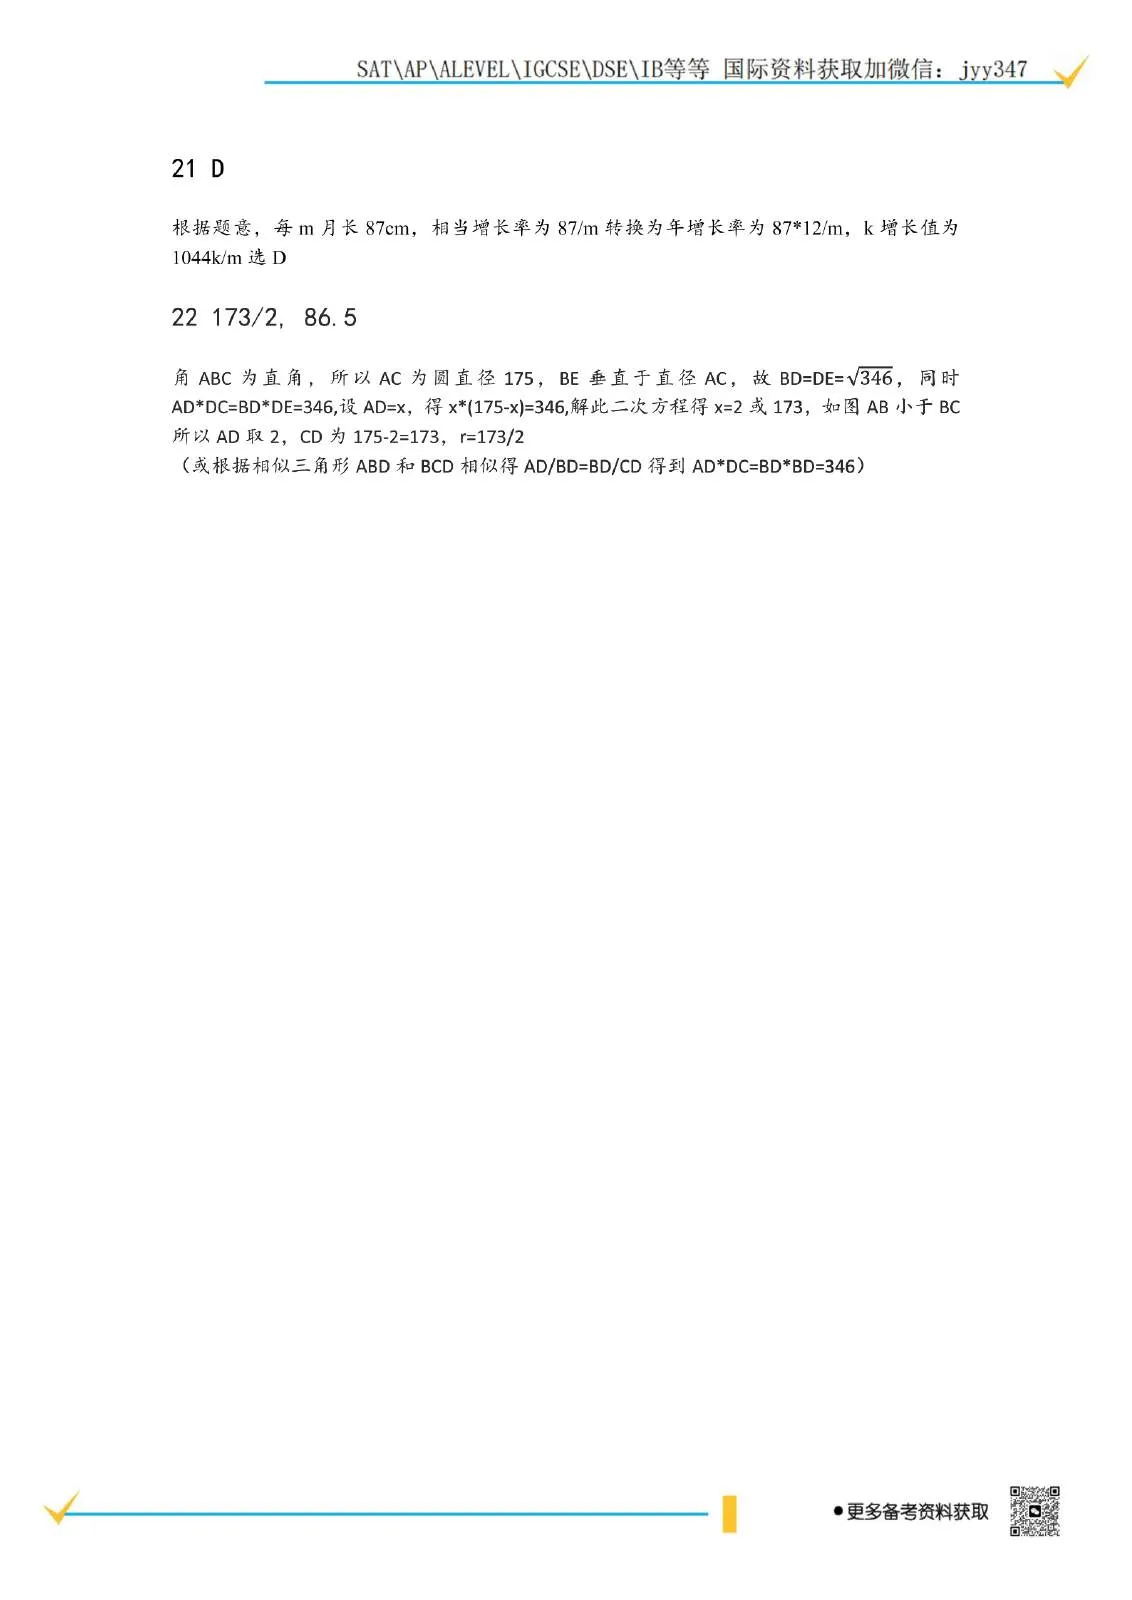 SAT\AP\ALEVEL\IGCSE\DSE\IB等等 国际资料获取加微信：jyy347
21 D
根据题意，每 m 月长 87cm，相当增长率为 87/m 转换为年增长率为 87*12/m，k 增长值为
1044k/m 选 D
22 173/2, 86.5
角 ABC 为直角，所以 AC 为圆直径 175，BE 垂直于直径 AC，故 BD=DE=√346，同时
AD*DC=BD*DE=346,设 AD=x，得 x*(175-x)=346,解此二次方程得 x=2 或 173，如图 AB 小于 BC
所以 AD 取 2，CD 为 175-2=173，r=173/2
（或根据相似三角形 ABD 和 BCD 相似得 AD/BD=BD/CD 得到 AD*DC=BD*BD=346）
●更多备考资料获取